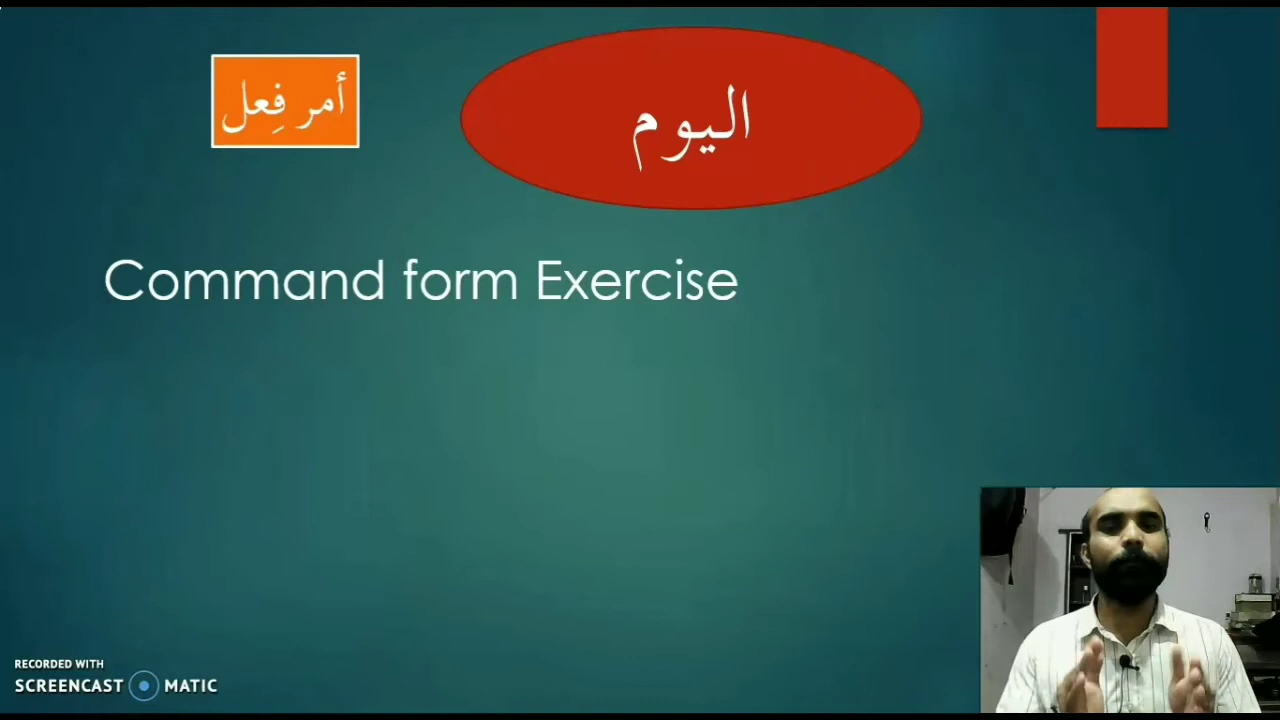 أمر فِعل
اليوم
Command form Exercise
RECORDED WITH
SCREENCAST MATIC